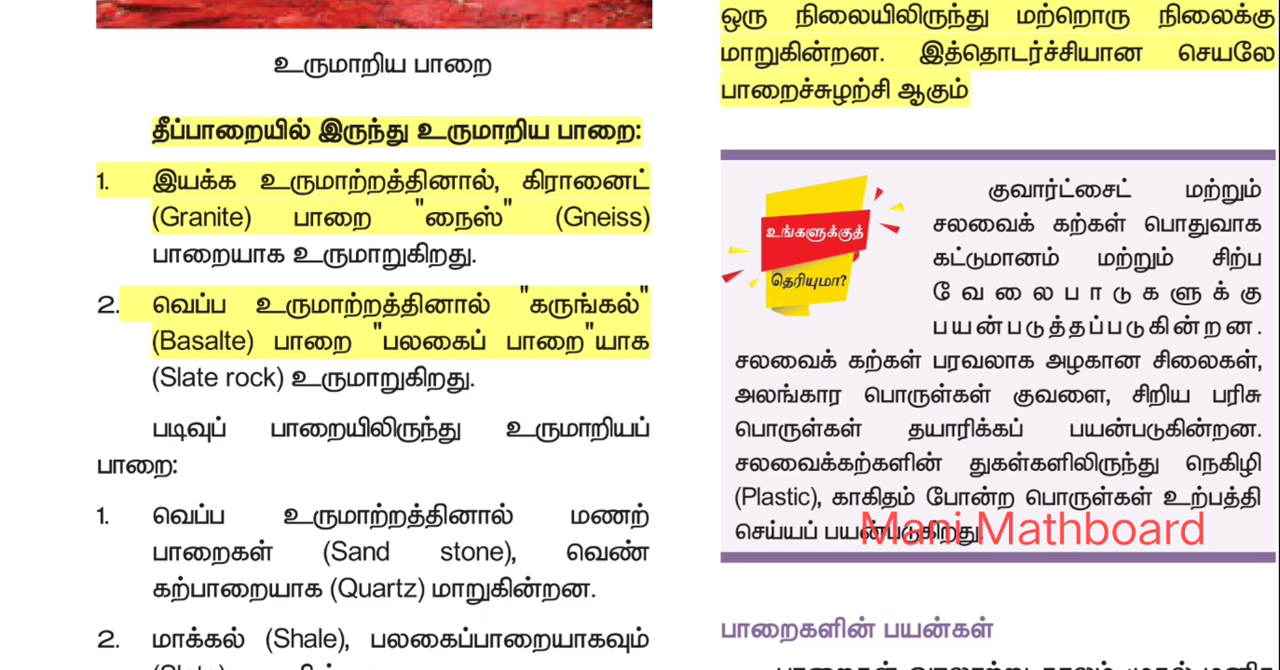 உருமாறிய பாறை
தீப்பாறையில் இருந்து உருமாறிய பாறை:
1. இயக்க உருமாற்றத்தினால், கிரானைட்
(Granite) பாறை "நைஸ்" (Gneiss)
பாறையாக உருமாறுகிறது.
2. வெப்ப உருமாற்றத்தினால் "கருங்கல்"
(Basalte) பாறை "பலகைப் பாறை"யாக
(Slate rock) உருமாறுகிறது.
படிவுப் பாறையிலிருந்து உருமாறியப்
பாறை:
1. வெப்ப உருமாற்றத்தினால் மணற்
பாறைகள் (Sand stone), வெண்
கற்பாறையாக (Quartz) மாறுகின்றன.
2. மாக்கல் (Shale), பலகைப்பாறையாகவும்
ஒரு நிலையிலிருந்து மற்றொரு நிலைக்கு
மாறுகின்றன. இத்தொடர்ச்சியான செயலே
பாறைச்சுழற்சி ஆகும்
உங்களுக்குத்
தெரியுமா?
குவார்ட்சைட் மற்றும்
சலவைக் கற்கள் பொதுவாக
கட்டுமானம் மற்றும் சிற்ப
வேலைபாடுகளுக்கு
பயன்படுத்தப்படுகின்றன.
சலவைக் கற்கள் பரவலாக அழகான சிலைகள்,
அலங்கார பொருள்கள் குவளை, சிறிய பரிசு
பொருள்கள் தயாரிக்கப் பயன்படுகின்றன.
சலவைக்கற்களின் துகள்களிலிருந்து நெகிழி
(Plastic), காகிதம் போன்ற பொருள்கள் உற்பத்தி
செய்யப் பயன்படுகிறது.
Mani Mathboard
பாறைகளின் பயன்கள்